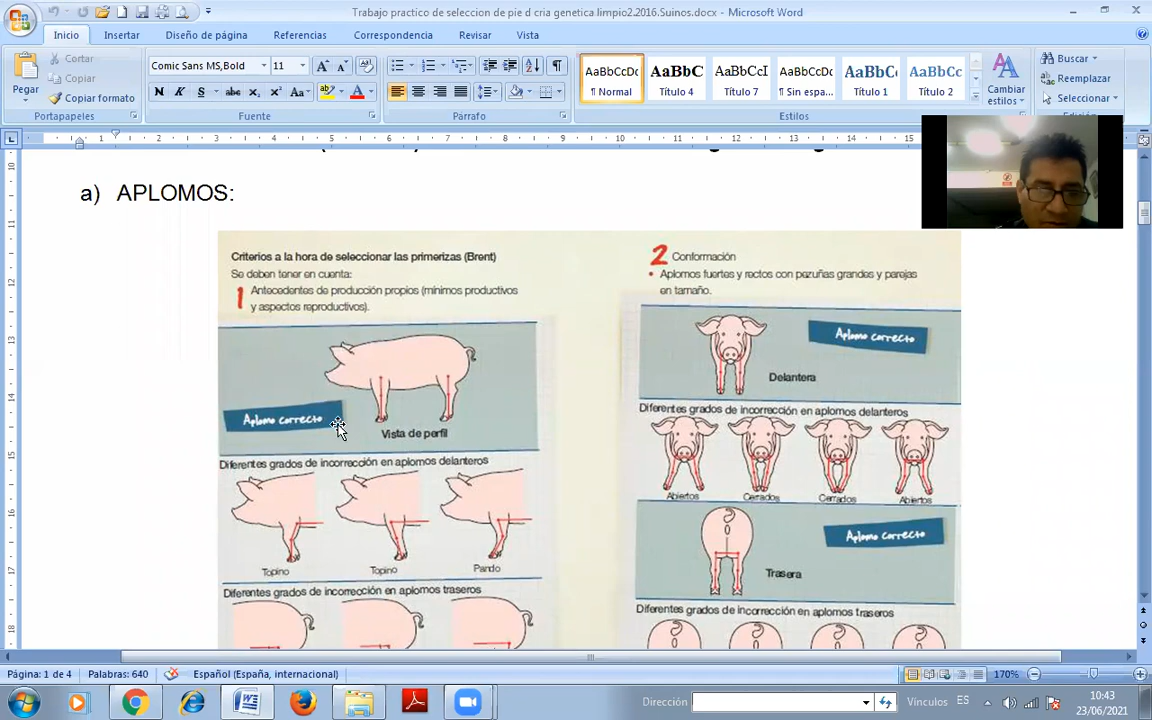 Trabajo practico de seleccion de pie d cria genetica limpio2.2016.Suinos.docx - Microsoft Word
Inicio Insertar Diseño de página Referencias Correspondencia Revisar Vista
Cortar
Copiar
Copiar formato
Pegar
Portapapeles
Comic Sans MS,Bold 11
Fuente
Párrafo
AaBbCcDc AaBbC AaBbCcI AaBbCcDc AaBbCc AaBbCc
¶ Normal Título 4 Título 7 ¶ Sin espa... Título 1 Título 2
Cambiar estilos
Estilos
Buscar
Reemplazar
Seleccionar
a) APLOMOS:
Criterios a la hora de seleccionar las primerizas (Brent)
Se deben tener en cuenta:
1 Antecedentes de producción propios (mínimos productivos
y aspectos reproductivos).
Aplomo correcto
Vista de perfil
Diferentes grados de incorrección en aplomos delanteros
Topino Topino Pando
Diferentes grados de incorrección en aplomos traseros
2 Conformación
• Aplomos fuertes y rectos con pazuñas grandes y parejas
en tamaño.
Aplomo correcto
Delantera
Diferentes grados de incorrección en aplomos delanteros
Abiertos Cerrados Cerrados Abiertos
Aplomo correcto
Trasera
Diferentes grados de incorrección en aplomos traseros
Página: 1 de 4 Palabras: 640 Español (España, internacional) 170%
Dirección Vínculos ES 10:43
23/06/2021